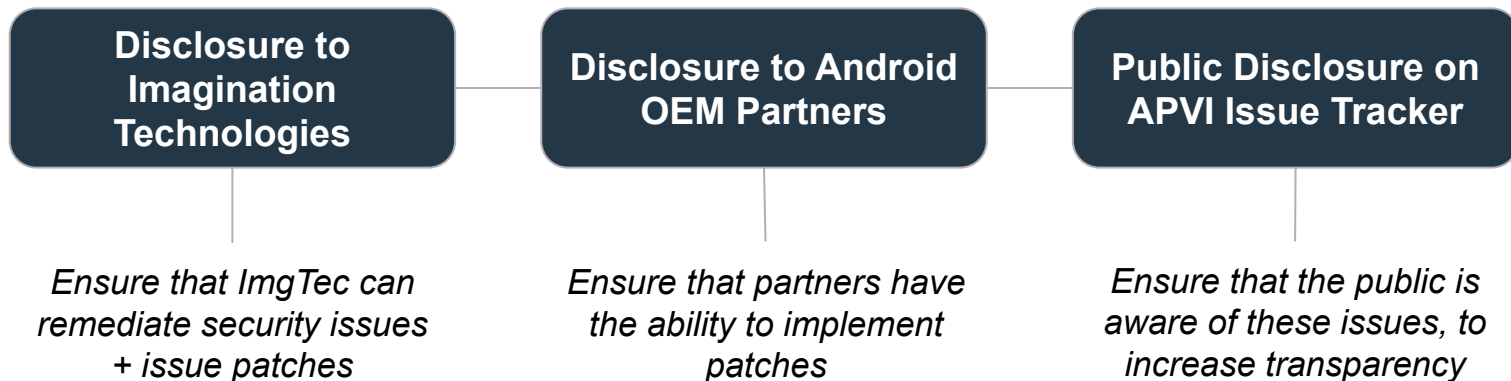 Disclosure to
Imagination
Technologies
Disclosure to Android
OEM Partners
Public Disclosure on
APVI Issue Tracker
Ensure that ImgTec can
remediate security issues
+ issue patches
Ensure that partners have
the ability to implement
patches
Ensure that the public is
aware of these issues, to
increase transparency